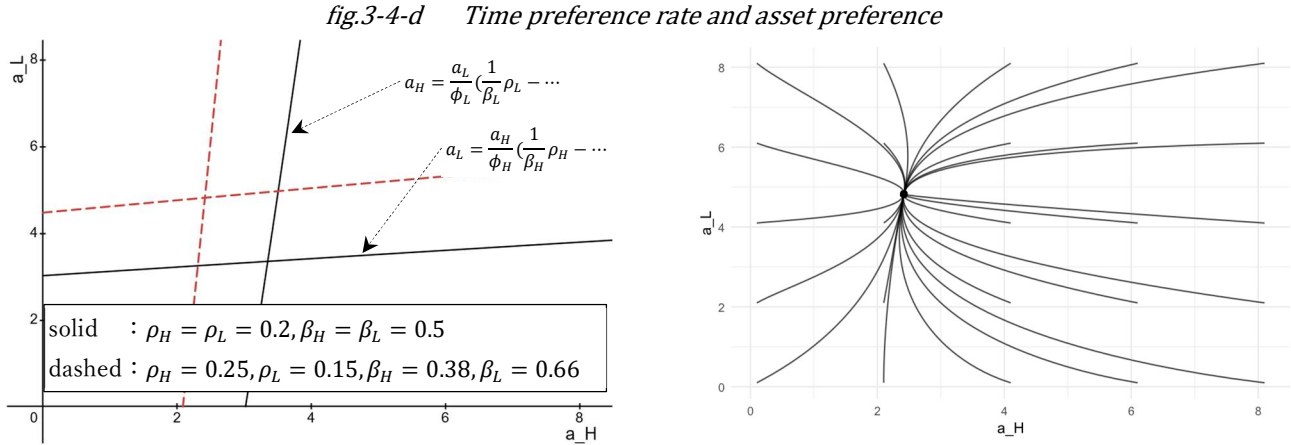 fig.3-4-d Time preference rate and asset preference
a_L
8
6
4
2
0
2
4
6
8
a_H
a_H = a_L/ϕ_L (1/β_L ρ_L − ⋯
a_L = a_H/ϕ_H (1/β_H ρ_H − ⋯
solid : ρ_H = ρ_L = 0.2, β_H = β_L = 0.5
dashed : ρ_H = 0.25, ρ_L = 0.15, β_H = 0.38, β_L = 0.66
a_L
8
6
4
2
0
0
2
4
6
8
a_H